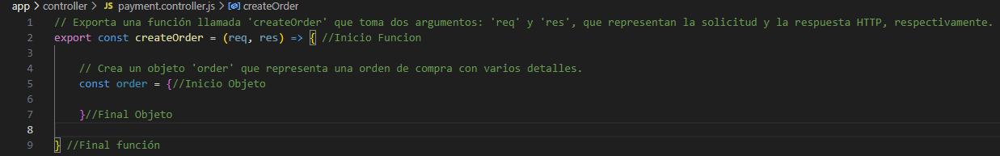 app > controller > JS payment.controller.js > createOrder
1 // Exporta una función llamada 'createOrder' que toma dos argumentos: 'req' y 'res', que representan la solicitud y la respuesta HTTP, respectivamente.
2 export const createOrder = (req, res) => { //Inicio Funcion
3
4 // Crea un objeto 'order' que representa una orden de compra con varios detalles.
5 const order = {//Inicio Objeto
6
7 }//Final Objeto
8
9 } //Final función